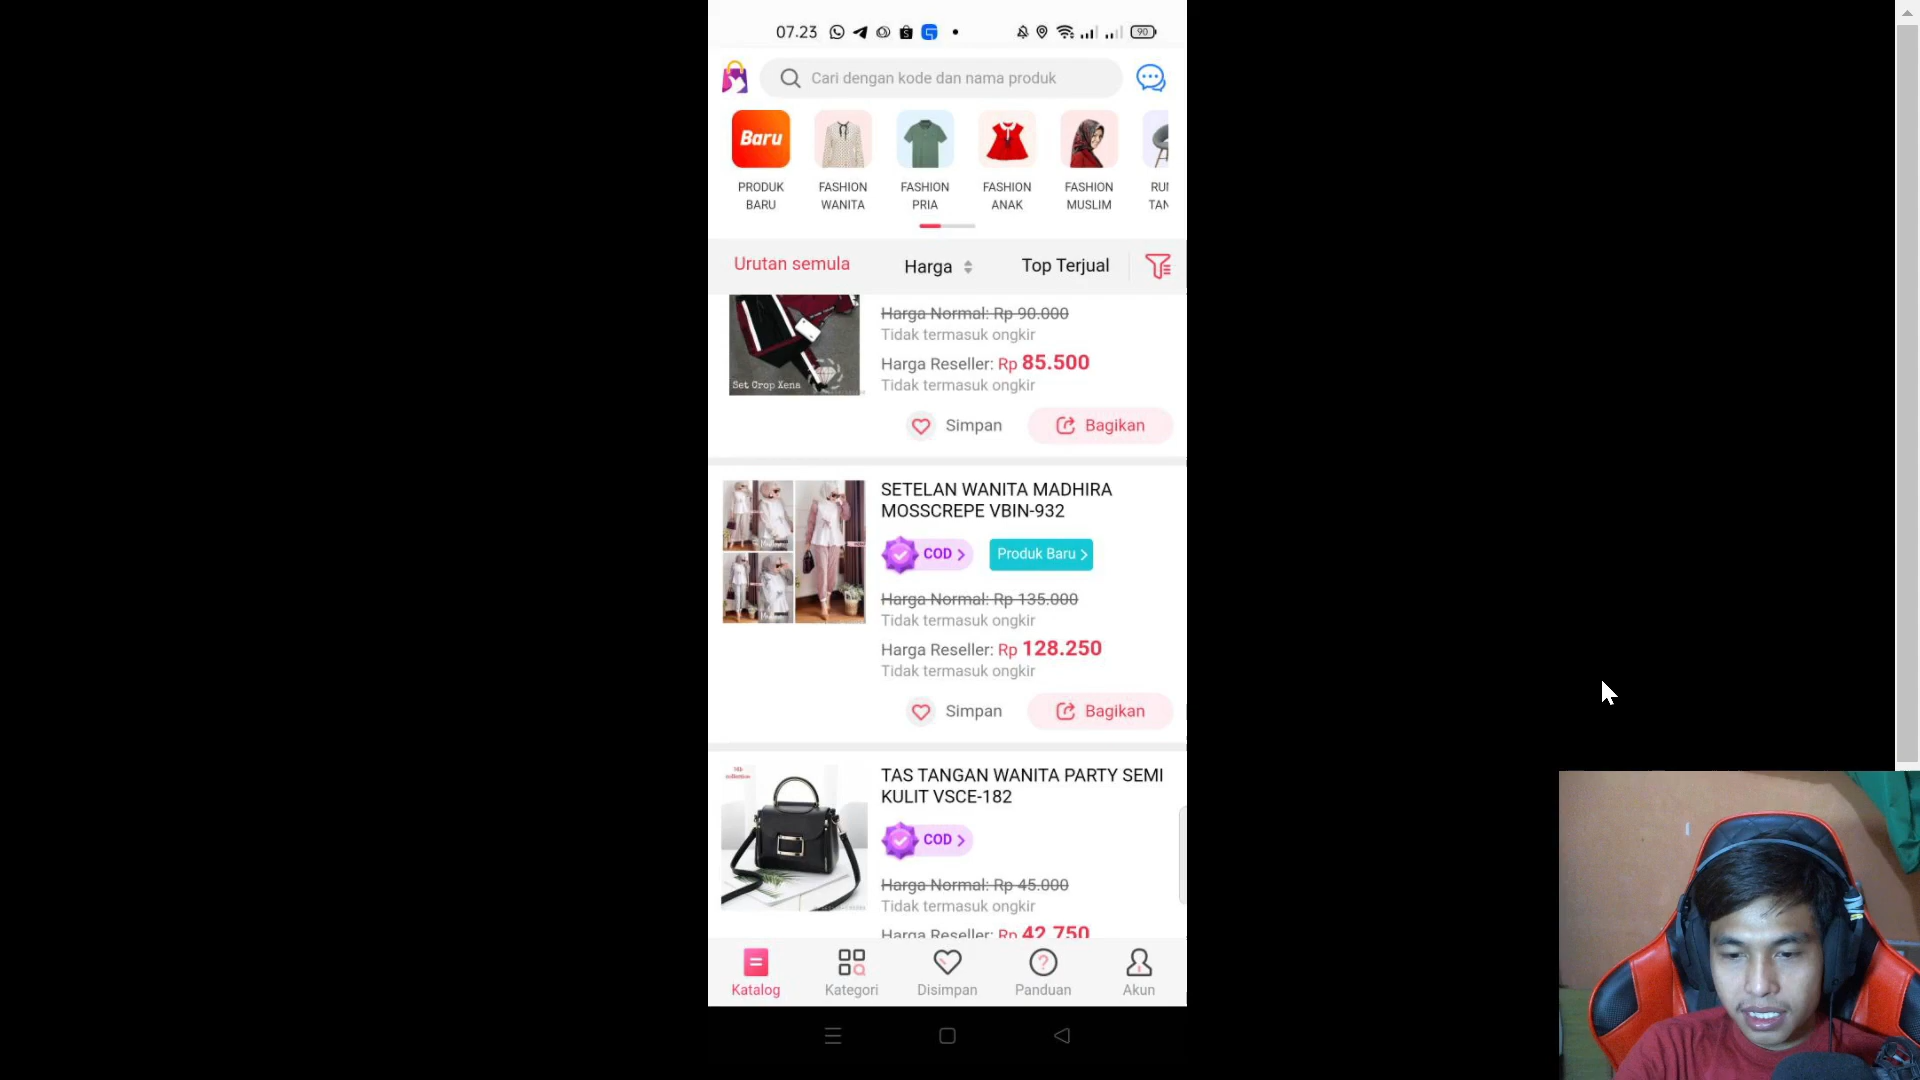 07.23
90
Cari dengan kode dan nama produk
Baru
PRODUK
BARU
FASHION
WANITA
FASHION
PRIA
FASHION
ANAK
FASHION
MUSLIM
RUM
TAN
Urutan semula
Harga
Top Terjual
Harga Normal: Rp 90.000
Tidak termasuk ongkir
Harga Reseller: Rp 85.500
Tidak termasuk ongkir
Set Crop Xena
Simpan
Bagikan
SETELAN WANITA MADHIRA
MOSSCREPE VBIN-932
COD
Produk Baru
Harga Normal: Rp 135.000
Tidak termasuk ongkir
Harga Reseller: Rp 128.250
Tidak termasuk ongkir
Simpan
Bagikan
TAS TANGAN WANITA PARTY SEMI
KULIT VSCE-182
COD
Harga Normal: Rp 45.000
Tidak termasuk ongkir
Harga Reseller: Rp 42.750
Katalog
Kategori
Disimpan
Panduan
Akun